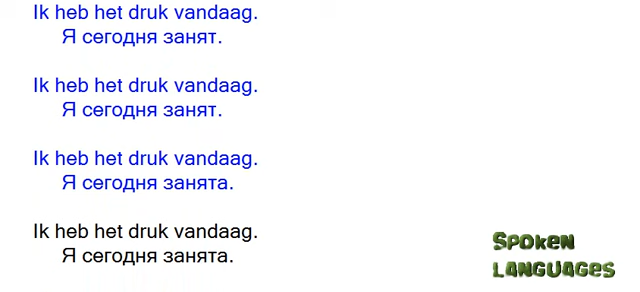 Ik heb het druk vandaag.
Я сегодня занят.
Ik heb het druk vandaag.
Я сегодня занят.
Ik heb het druk vandaag.
Я сегодня занята.
Ik heb het druk vandaag.
Я сегодня занята.
Spoken
Languages